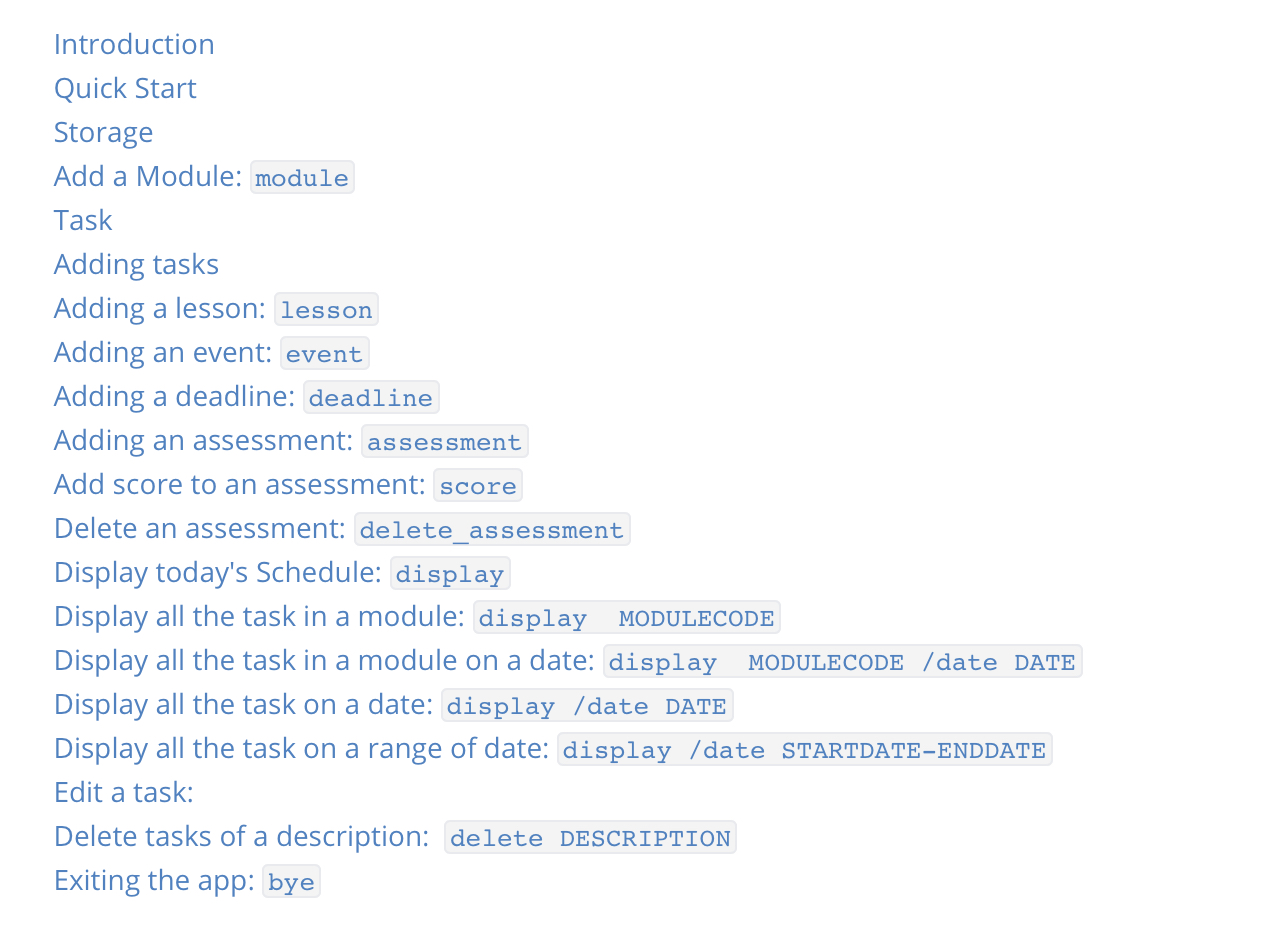 Introduction
Quick Start
Storage
Add a Module: module
Task
Adding tasks
Adding a lesson: lesson
Adding an event: event
Adding a deadline: deadline
Adding an assessment: assessment
Add score to an assessment: score
Delete an assessment: delete_assessment
Display today's Schedule: display
Display all the task in a module: display  MODULECODE
Display all the task in a module on a date: display  MODULECODE /date DATE
Display all the task on a date: display /date DATE
Display all the task on a range of date: display /date STARTDATE-ENDDATE
Edit a task:
Delete tasks of a description:  delete DESCRIPTION
Exiting the app: bye